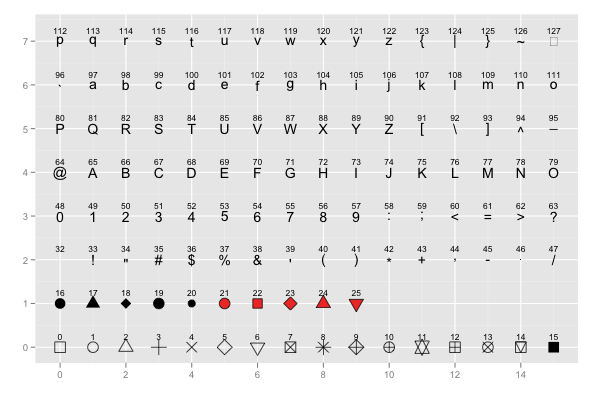 112 113 114 115 116 117 118 119 120 121 122 123 124 125 126 127
7 p q r s t u v w x y z { | } ~
96 97 98 99 100 101 102 103 104 105 106 107 108 109 110 111
6 ` a b c d e f g h i j k l m n o
80 81 82 83 84 85 86 87 88 89 90 91 92 93 94 95
5 P Q R S T U V W X Y Z [ \ ] ^ _
64 65 66 67 68 69 70 71 72 73 74 75 76 77 78 79
4 @ A B C D E F G H I J K L M N O
48 49 50 51 52 53 54 55 56 57 58 59 60 61 62 63
3 0 1 2 3 4 5 6 7 8 9 : ; < = > ?
32 33 34 35 36 37 38 39 40 41 42 43 44 45 46 47
2 ! " # $ % & ' ( ) * + , - . /
16 17 18 19 20 21 22 23 24 25
1
0 1 2 3 4 5 6 7 8 9 10 11 12 13 14 15
0
0 2 4 6 8 10 12 14